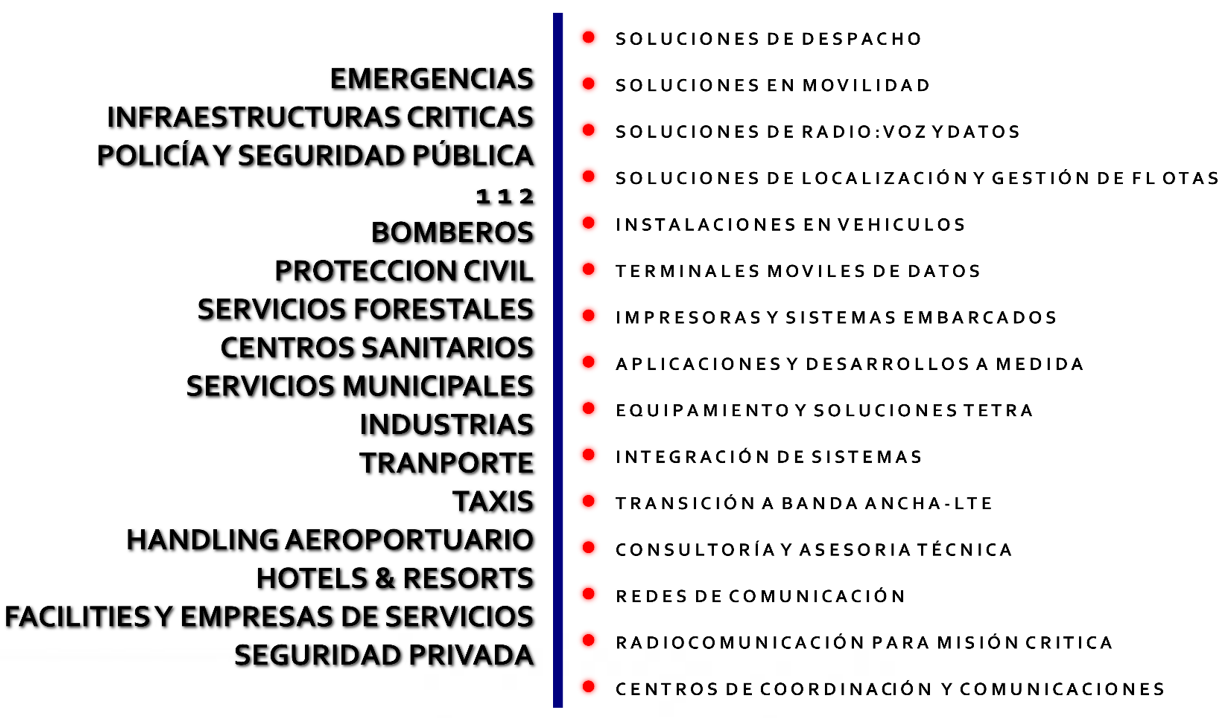 EMERGENCIAS
INFRAESTRUCTURAS CRITICAS
POLICÍA Y SEGURIDAD PÚBLICA
1 1 2
BOMBEROS
PROTECCION CIVIL
SERVICIOS FORESTALES
CENTROS SANITARIOS
SERVICIOS MUNICIPALES
INDUSTRIAS
TRANPORTE
TAXIS
HANDLING AEROPORTUARIO
HOTELS & RESORTS
FACILITIES Y EMPRESAS DE SERVICIOS
SEGURIDAD PRIVADA
SOLUCIONES DE DESPACHO
SOLUCIONES EN MOVILIDAD
SOLUCIONES DE RADIO:VOZ Y DATOS
SOLUCIONES DE LOCALIZACIÓN Y GESTIÓN DE FLOTAS
INSTALACIONES EN VEHICULOS
TERMINALES MOVILES DE DATOS
IMPRESORAS Y SISTEMAS EMBARCADOS
APLICACIONES Y DESARROLLOS A MEDIDA
EQUIPAMIENTO Y SOLUCIONES TETRA
INTEGRACIÓN DE SISTEMAS
TRANSICIÓN A BANDA ANCHA-LTE
CONSULTORÍA Y ASESORIA TÉCNICA
REDES DE COMUNICACIÓN
RADIOCOMUNICACIÓN PARA MISIÓN CRITICA
CENTROS DE COORDINACIÓN Y COMUNICACIONES